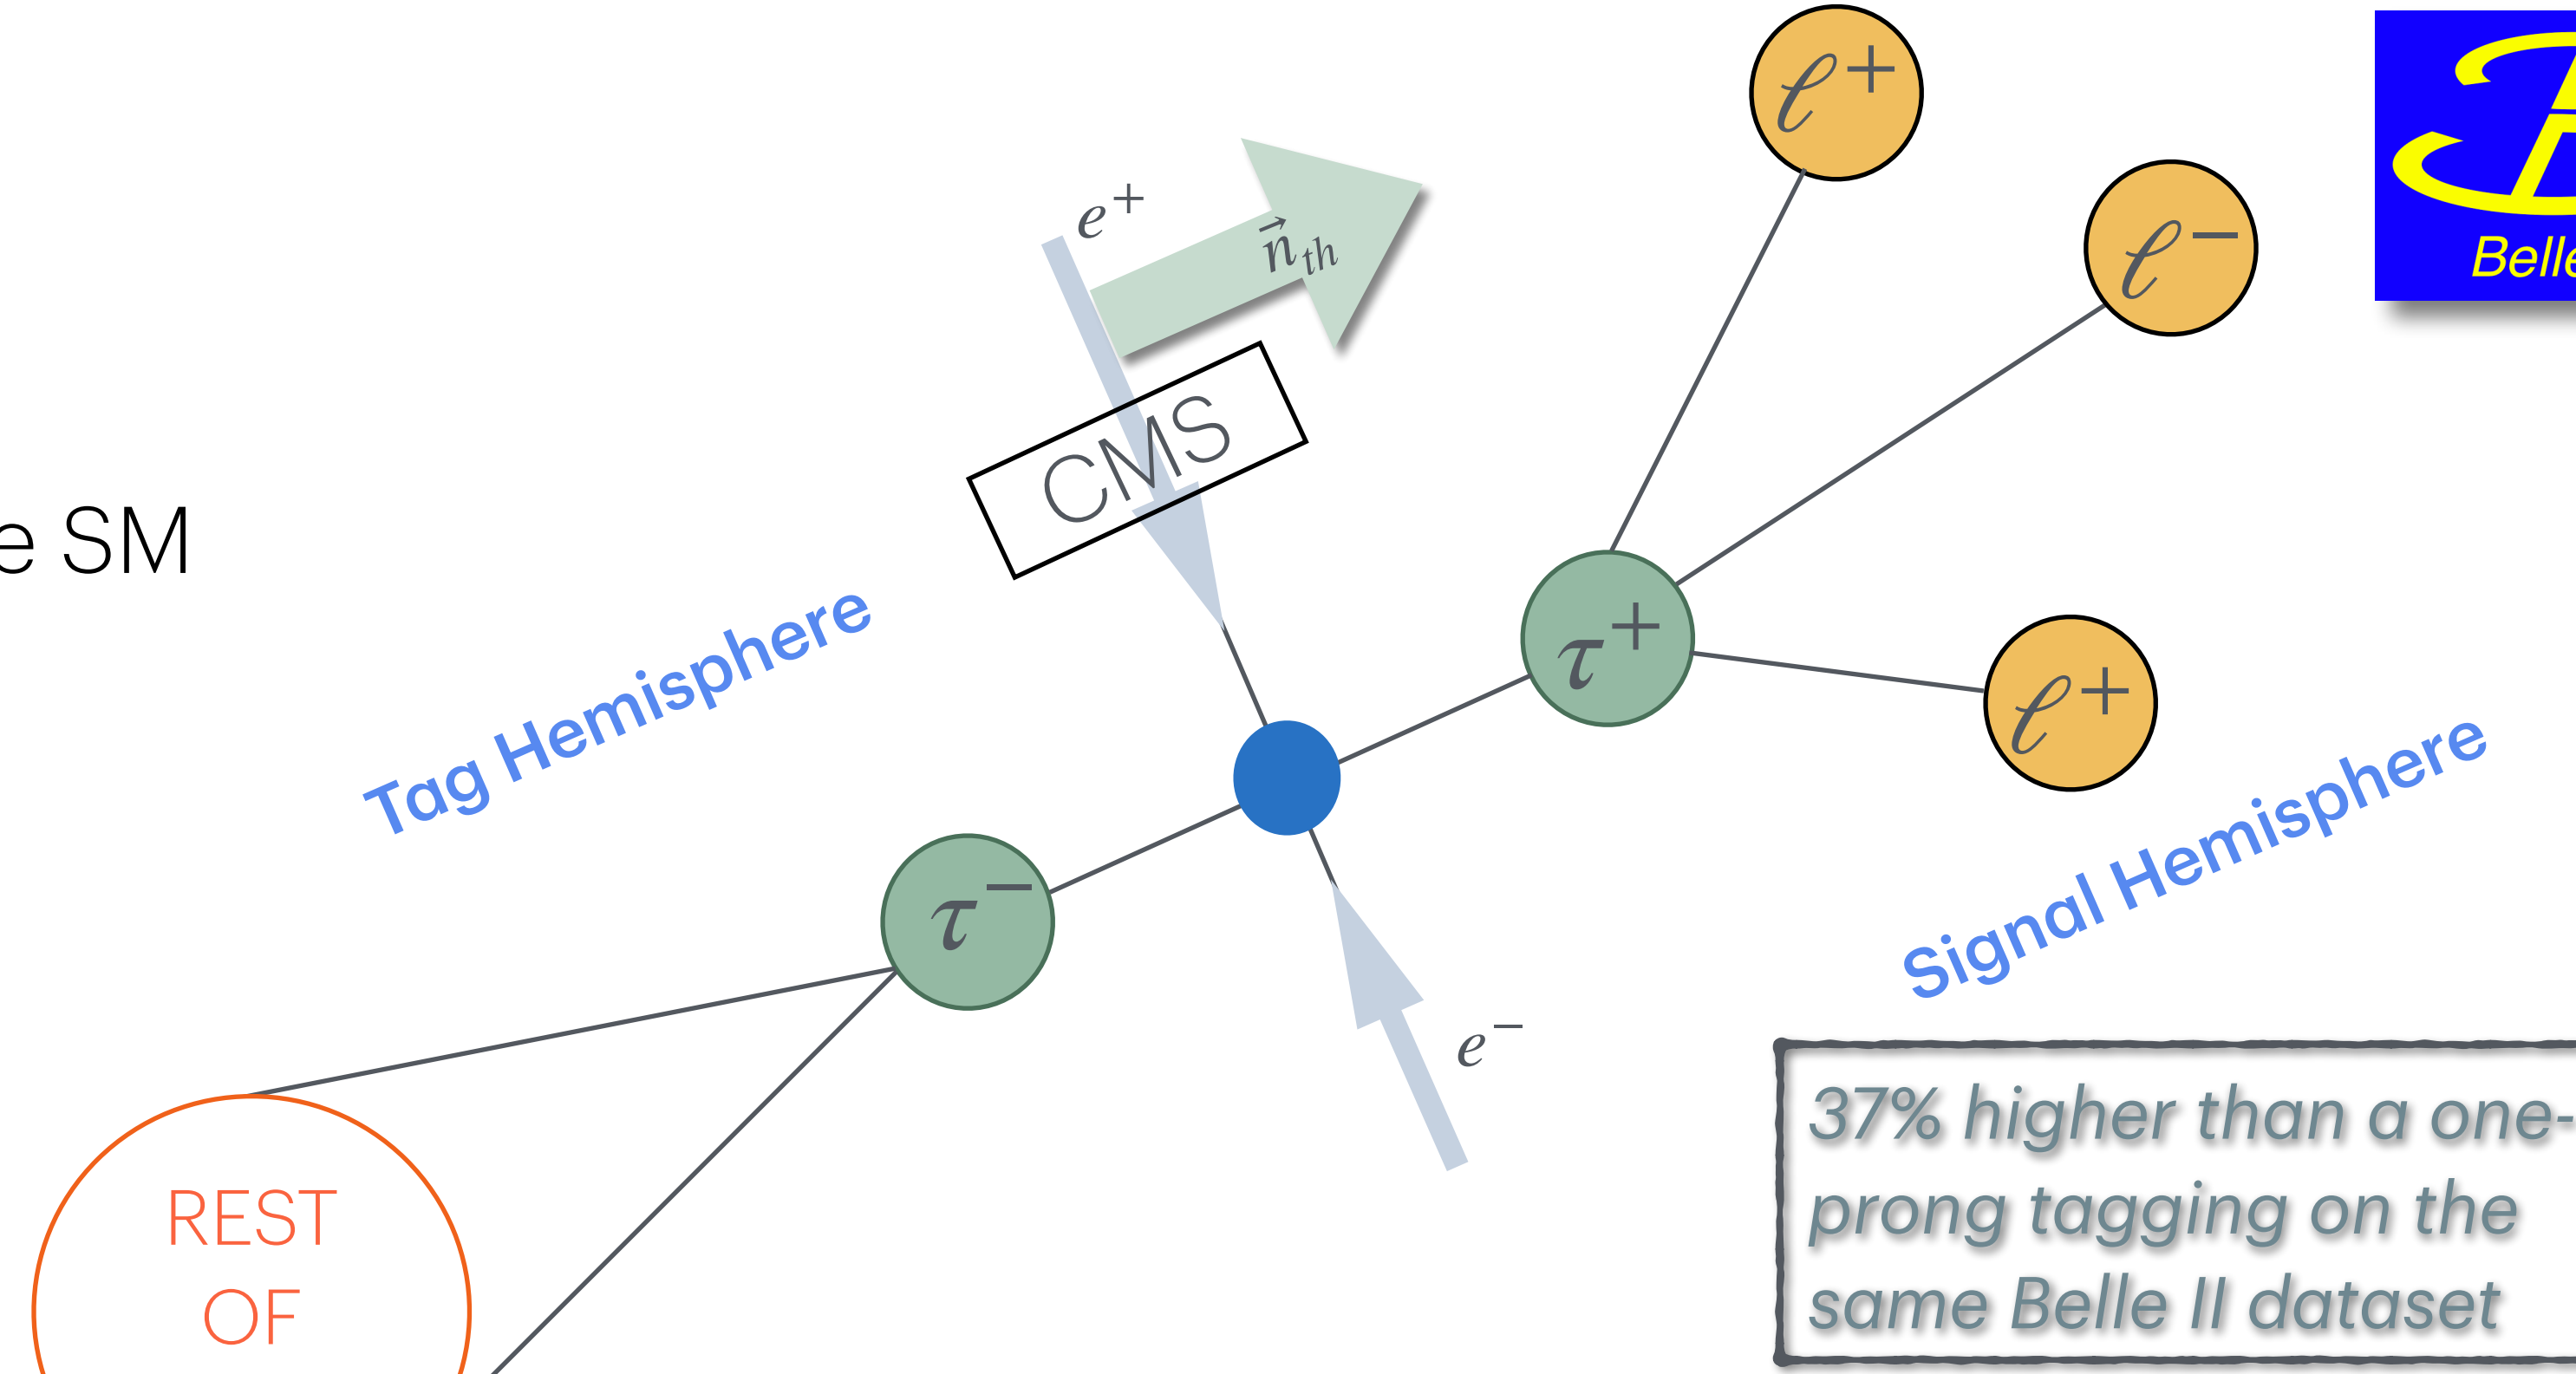 ℓ+
e+
n⃗th
ℓ−
CMS
SM
Tag Hemisphere
τ+
ℓ+
Signal Hemisphere
τ−
e−
37% higher than a one-
prong tagging on the
same Belle II dataset
REST
OF